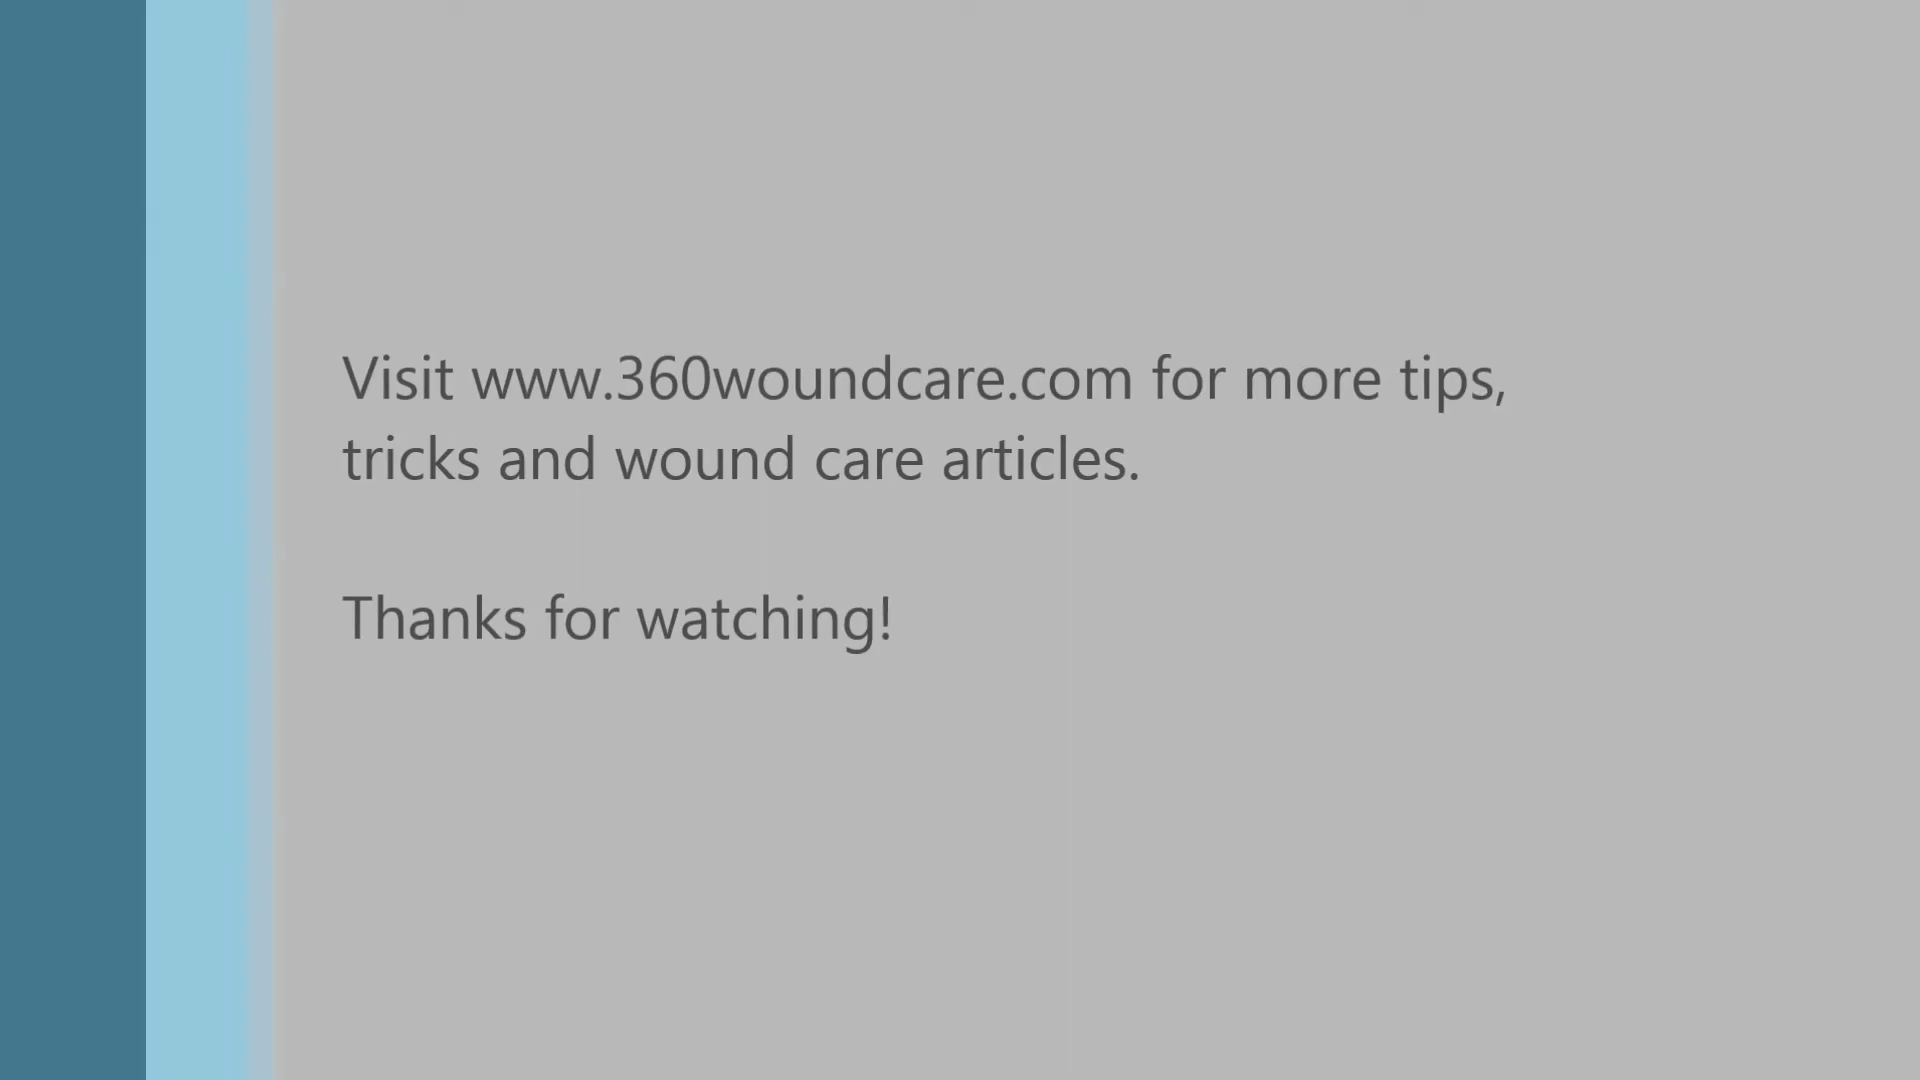 Visit www.360woundcare.com for more tips,
tricks and wound care articles.
Thanks for watching!